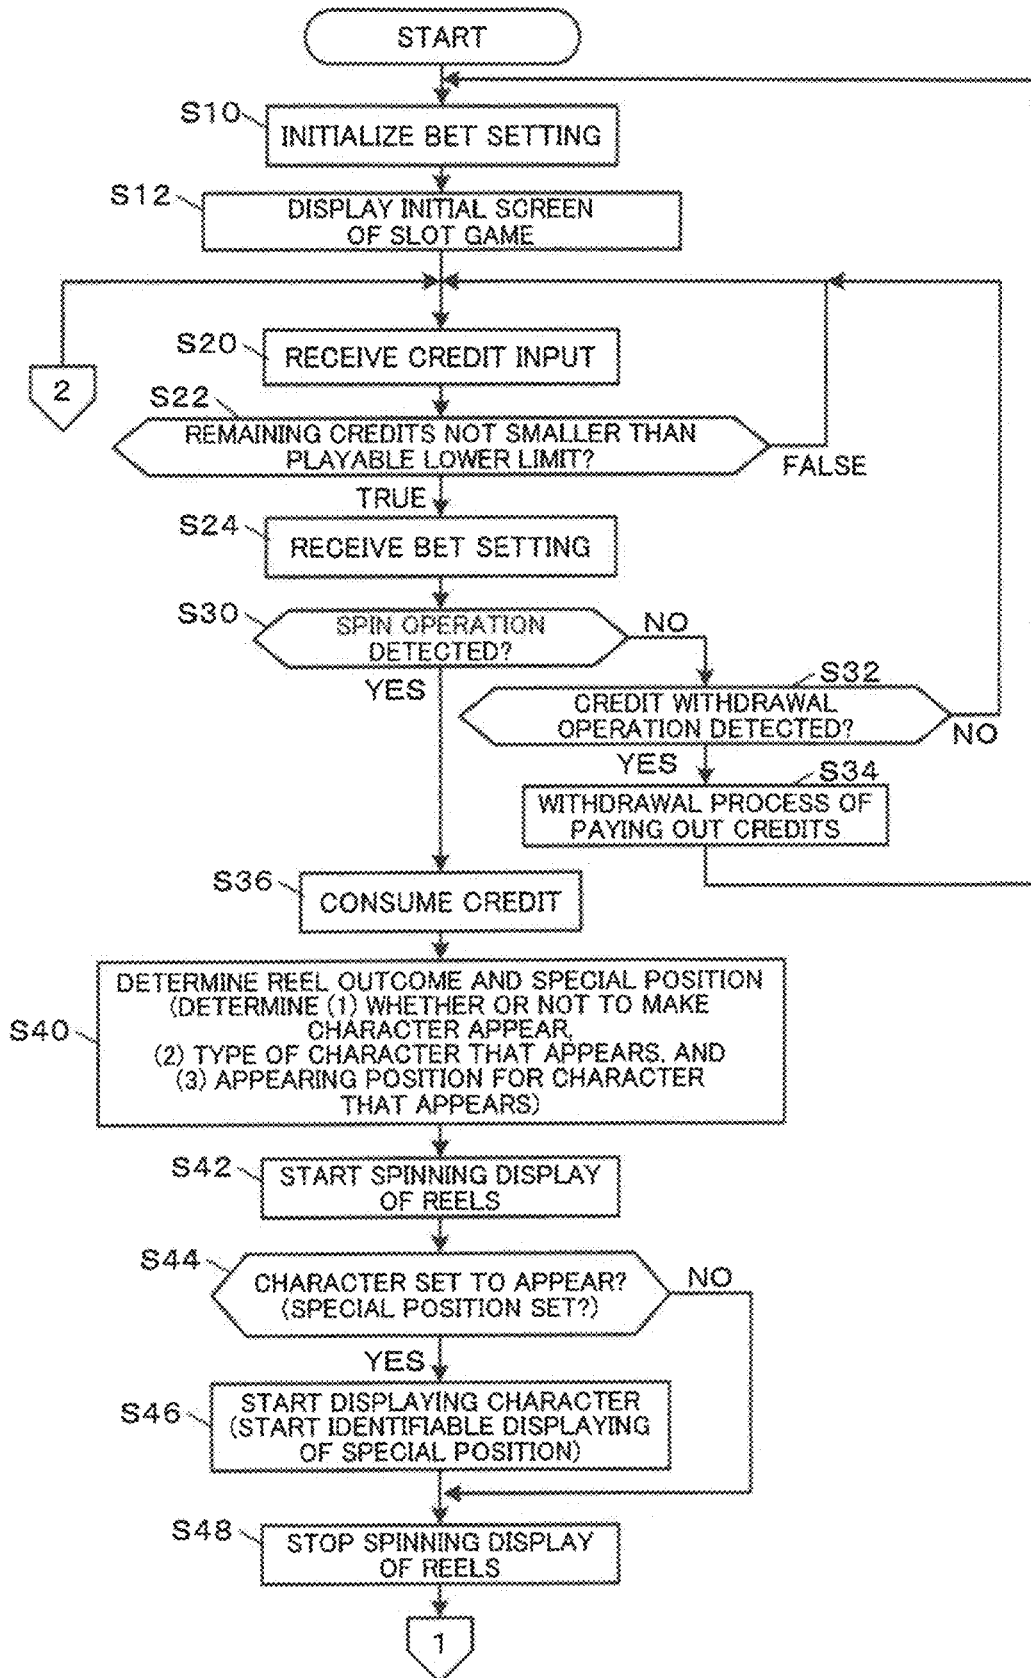 START
S10
INITIALIZE BET SETTING
S12
DISPLAY INITIAL SCREEN
OF SLOT GAME
S20
RECEIVE CREDIT INPUT
2
S22
REMAINING CREDITS NOT SMALLER THAN
PLAYABLE LOWER LIMIT?
FALSE
TRUE
S24
RECEIVE BET SETTING
S30
SPIN OPERATION
DETECTED?
NO
YES
S32
CREDIT WITHDRAWAL
OPERATION DETECTED?
NO
YES
S34
WITHDRAWAL PROCESS OF
PAYING OUT CREDITS
S36
CONSUME CREDIT
S40
DETERMINE REEL OUTCOME AND SPECIAL POSITION
(DETERMINE (1) WHETHER OR NOT TO MAKE
CHARACTER APPEAR,
(2) TYPE OF CHARACTER THAT APPEARS, AND
(3) APPEARING POSITION FOR CHARACTER
THAT APPEARS)
S42
START SPINNING DISPLAY
OF REELS
S44
CHARACTER SET TO APPEAR?
(SPECIAL POSITION SET?)
NO
YES
S46
START DISPLAYING CHARACTER
(START IDENTIFIABLE DISPLAYING
OF SPECIAL POSITION)
S48
STOP SPINNING DISPLAY
OF REELS
1